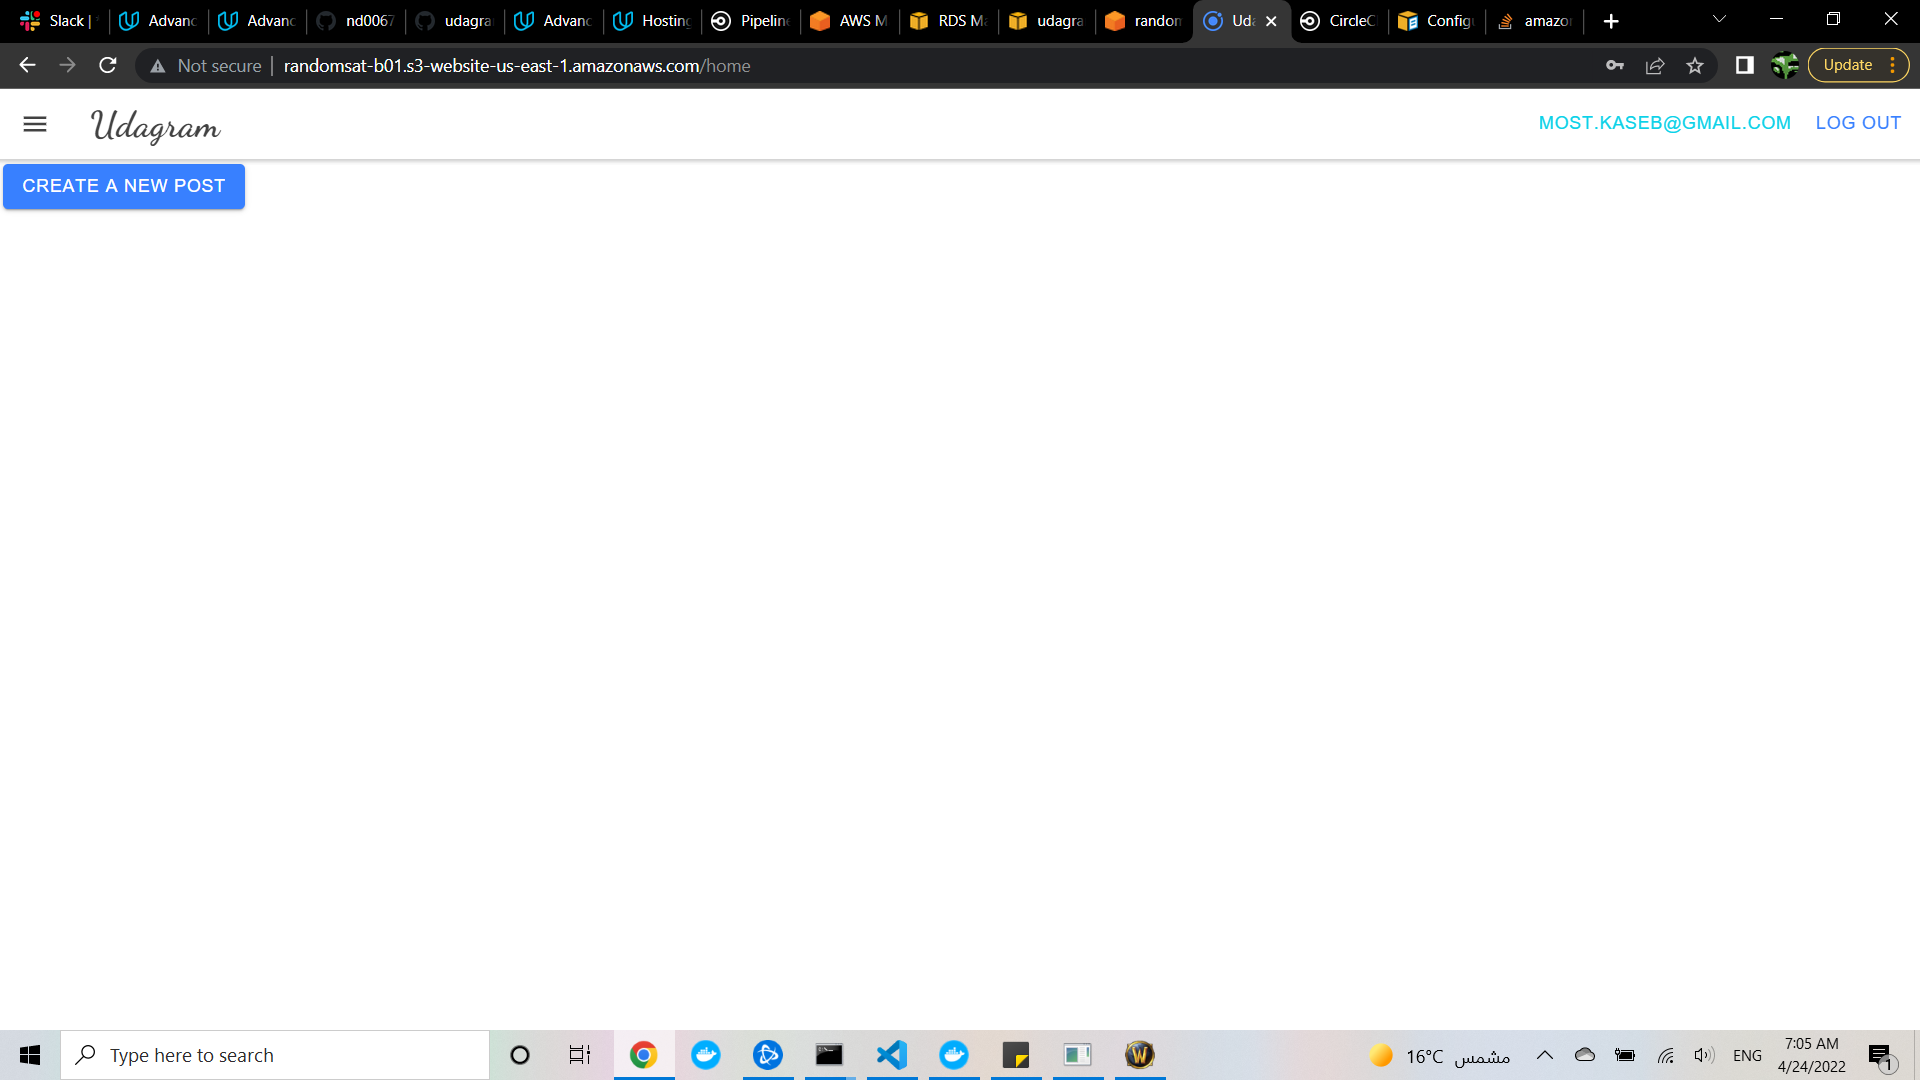 Slack |
Advanc
Advanc
nd0067
udagra
Advanc
Hosting
Pipeline
AWS M
RDS Ma
udagra
random
Uda
CircleC
Config
amazon
Not secure
randomsat-b01.s3-website-us-east-1.amazonaws.com/home
Update
Udagram
MOST.KASEB@GMAIL.COM
LOG OUT
CREATE A NEW POST
Type here to search
16°C مشمس
ENG
7:05 AM
4/24/2022
1